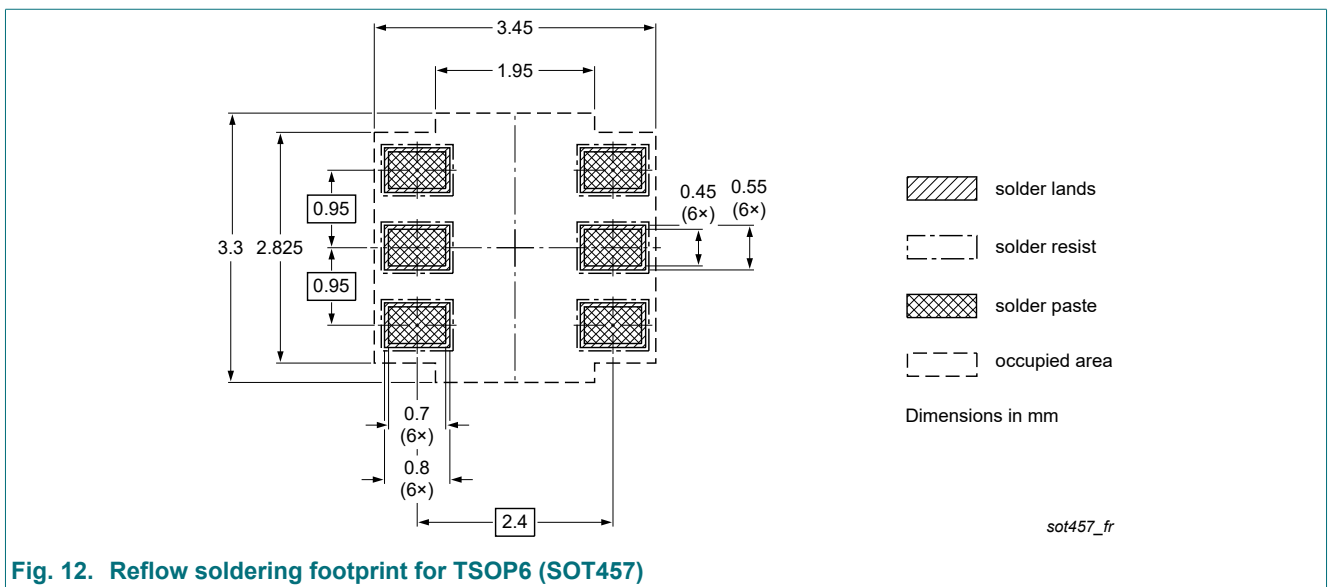 3.45
1.95
0.95
0.45 0.55
(6×) (6×)
3.3 2.825
0.95
0.7
(6×)
0.8
(6×)
2.4
solder lands
solder resist
solder paste
occupied area
Dimensions in mm
sot457_fr
Fig. 12. Reflow soldering footprint for TSOP6 (SOT457)